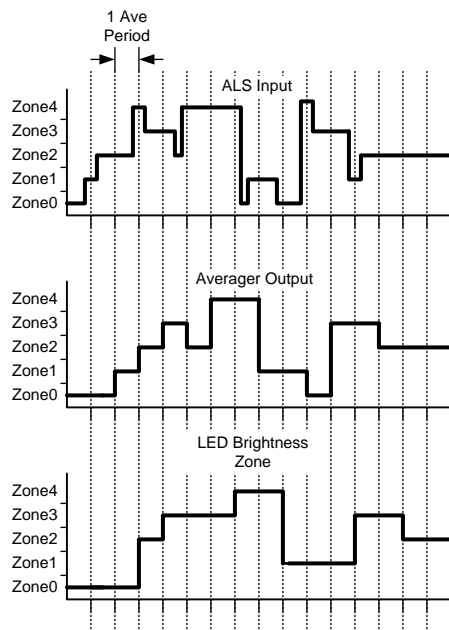 1 Ave
Period
ALS Input
Zone4
Zone3
Zone2
Zone1
Zone0
Averager Output
Zone4
Zone3
Zone2
Zone1
Zone0
LED Brightness
Zone
Zone4
Zone3
Zone2
Zone1
Zone0